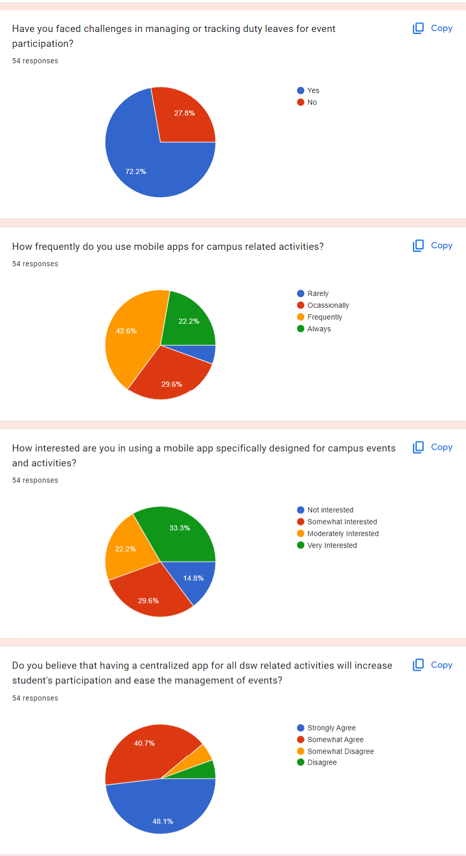 Have you faced challenges in managing or tracking duty leaves for event
participation?
Copy
54 responses
Yes
No
27.8%
72.2%
How frequently do you use mobile apps for campus related activities?
Copy
54 responses
Rarely
Ocassionally
Frequently
Always
42.6%
22.2%
29.6%
How interested are you in using a mobile app specifically designed for campus events
and activities?
Copy
54 responses
Not interested
Somewhat Interested
Moderately Interested
Very Interested
33.3%
22.2%
14.8%
29.6%
Do you believe that having a centralized app for all dsw related activities will increase
student's participation and ease the management of events?
Copy
54 responses
Strongly Agree
Somewhat Agree
Somewhat Disagree
Disagree
40.7%
48.1%